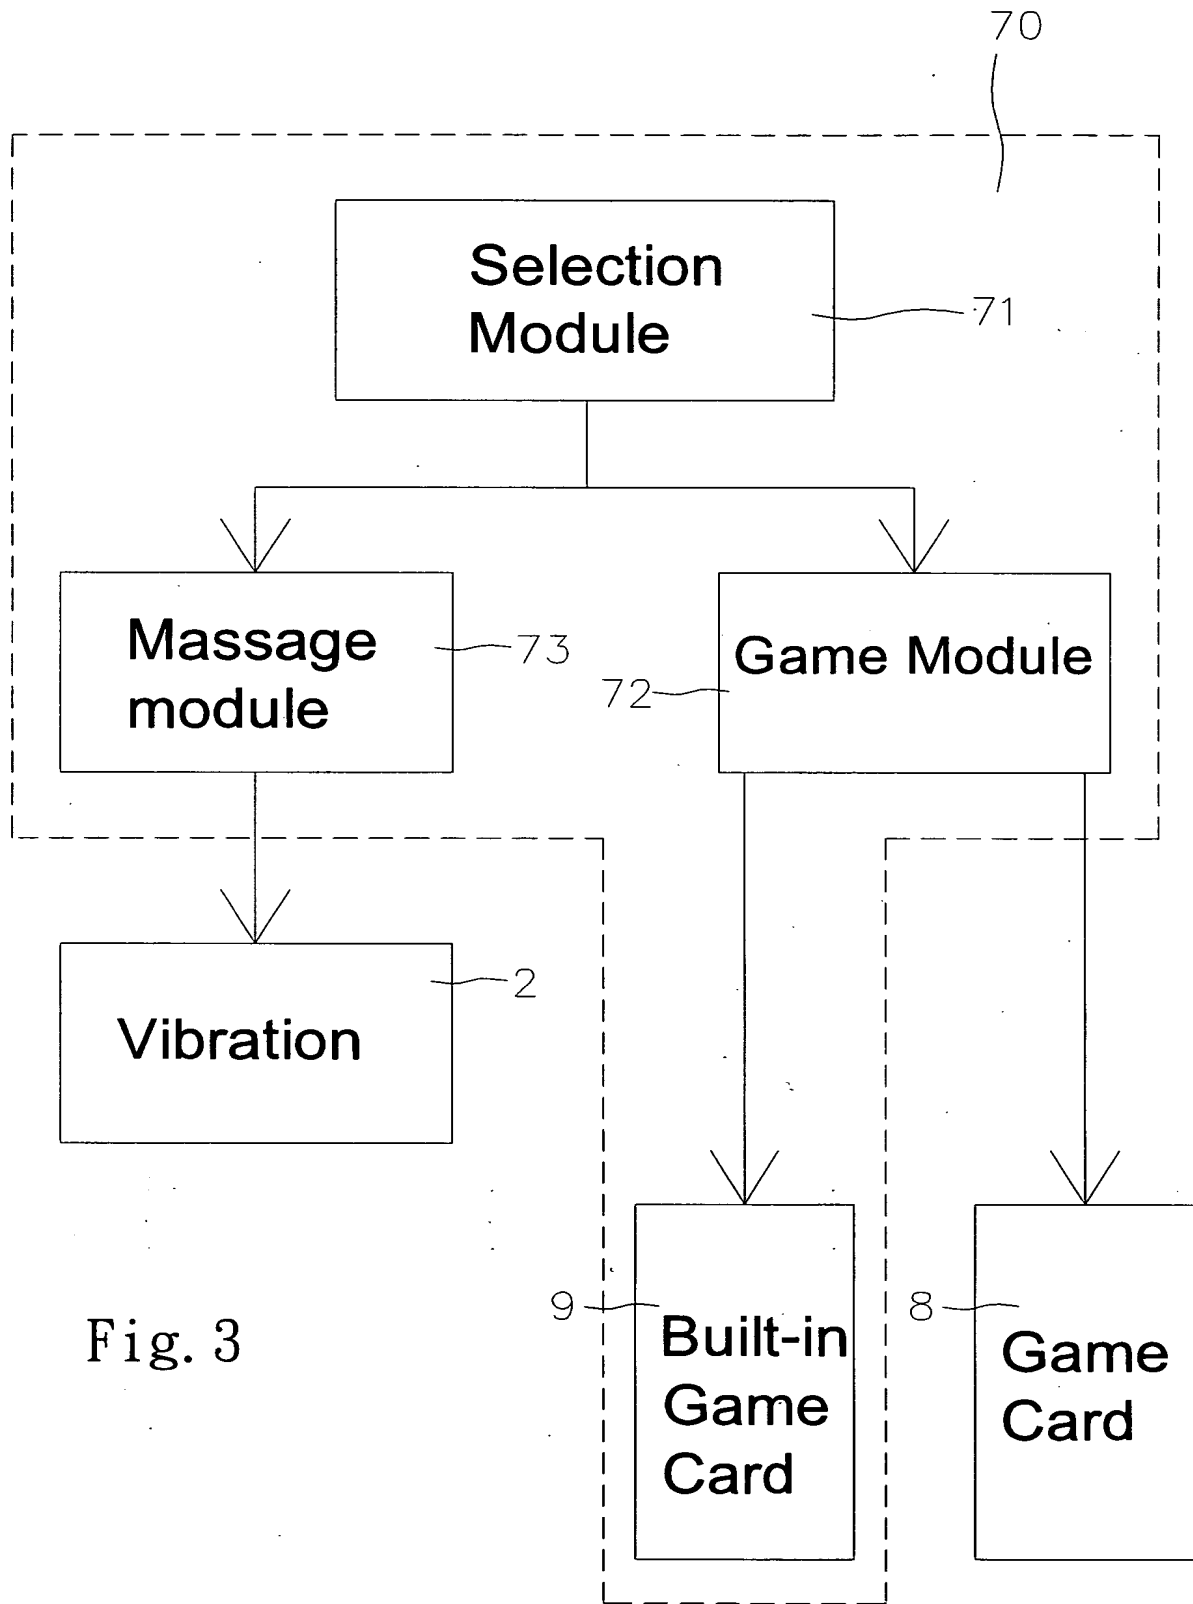 70
Selection
Module
71
Massage
module
73
Game Module
72
Vibration
2
9
Built-in
Game
Card
8
Game
Card
Fig. 3